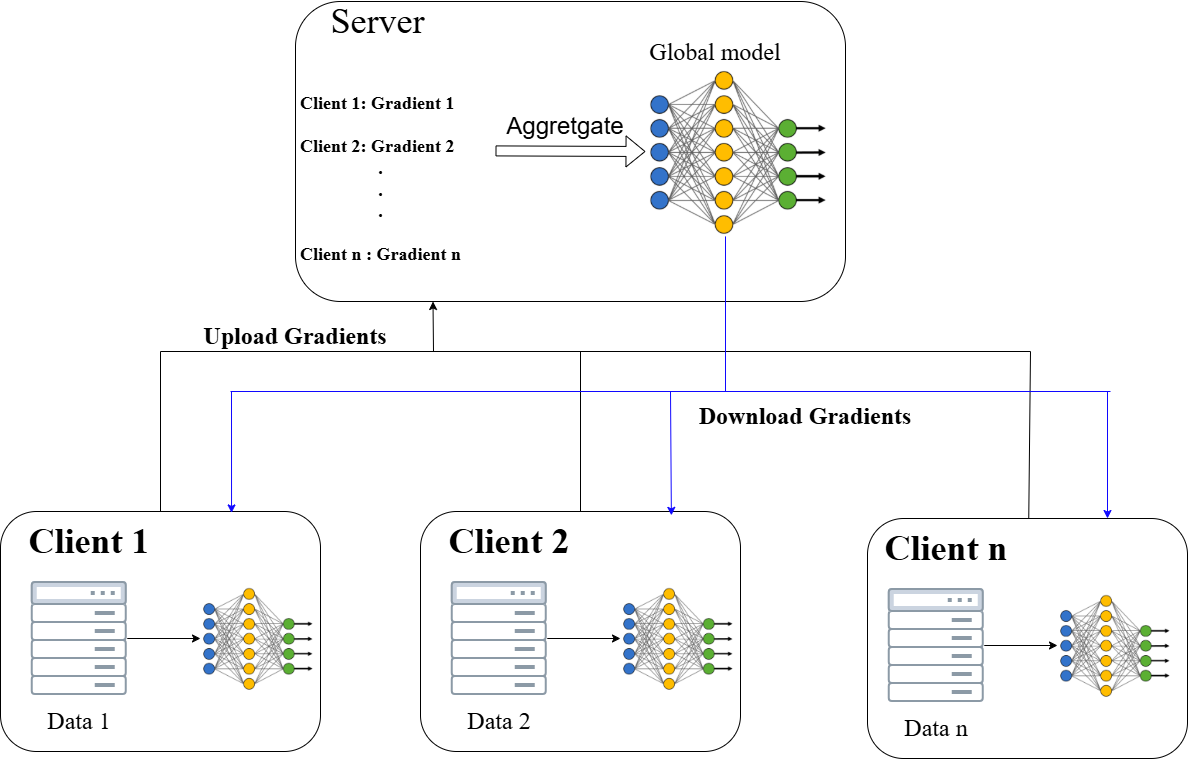 Server
Global model
Client 1: Gradient 1
Aggretgate
Client 2: Gradient 2
.
.
.
Client n : Gradient n
Upload Gradients
Download Gradients
Client 1
Client 2
Client n
Data 1
Data 2
Data n